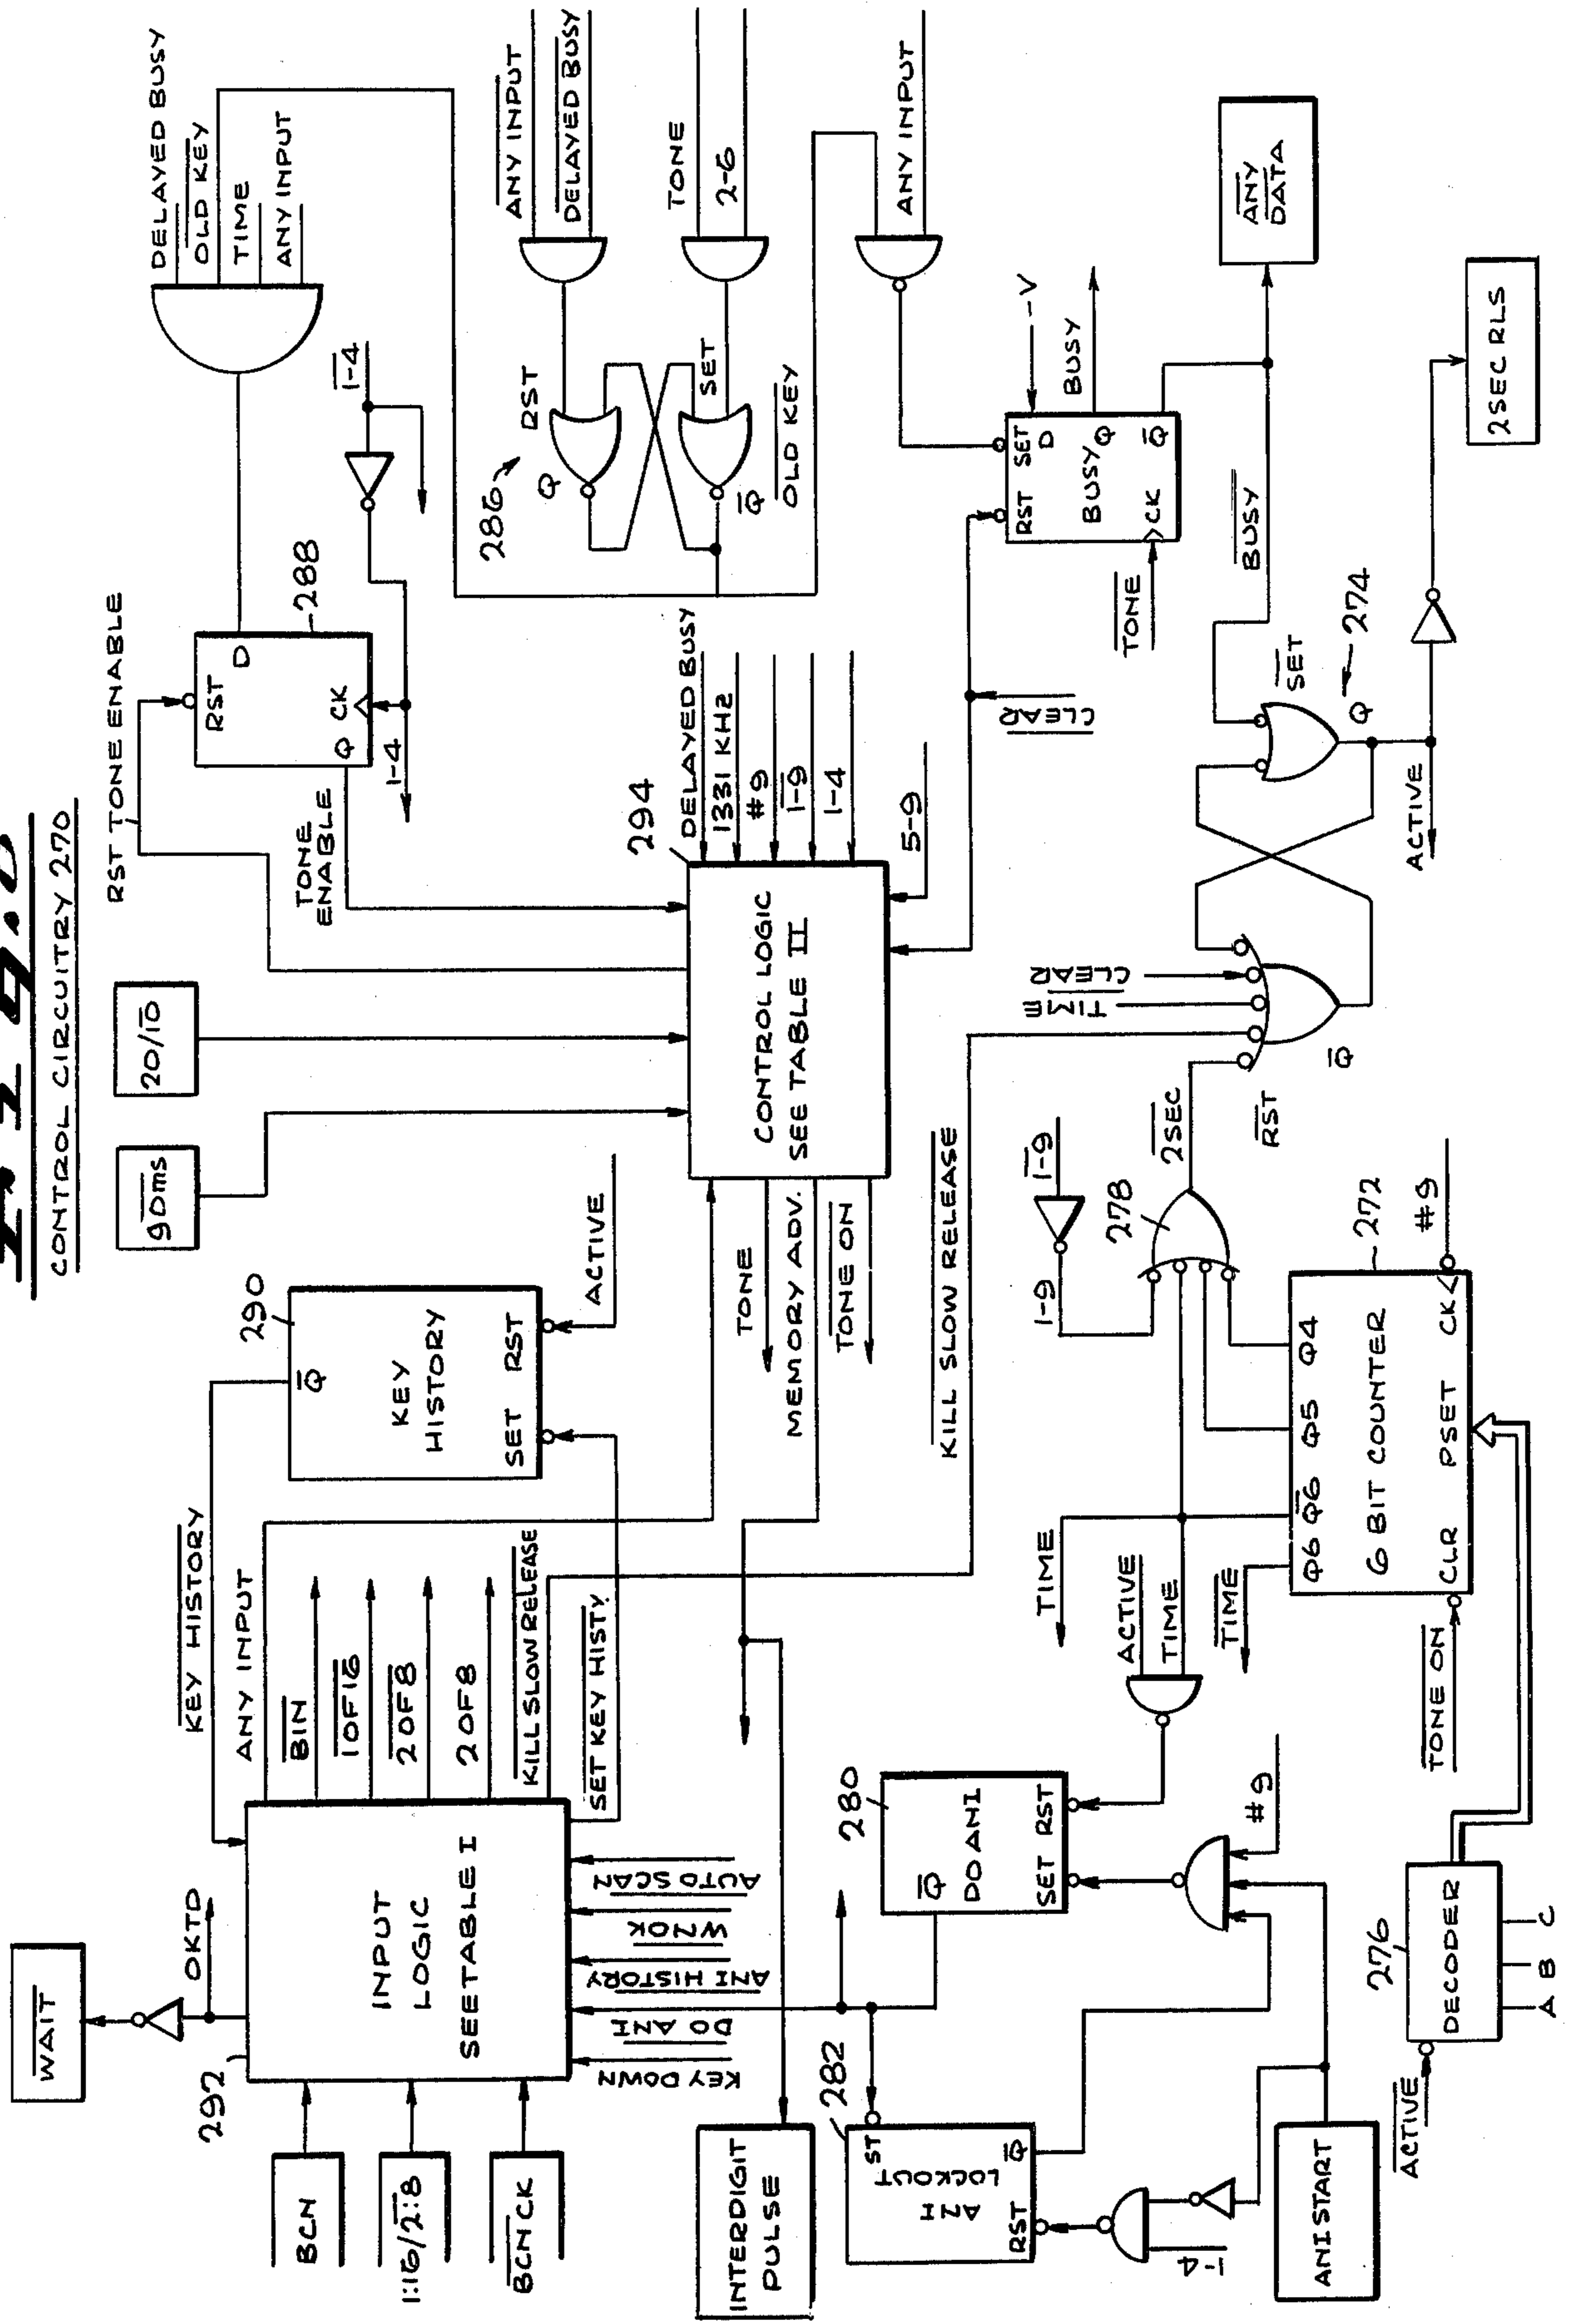 CONTROL CIRCUITRY 270
DELAYED BUSY
OLD KEY
TIME
ANY INPUT
RST TONE ENABLE
288
RST
D
Q
CK
1-4
1-4
TONE
ENABLE
ANY INPUT
DELAYED BUSY
TONE
2-6
286
RST
SET
Q
Q
OLD KEY
ANY INPUT
-V
RST
SET
D
BUSY
Q
CK
Q
BUSY
TONE
BUSY
ANY
DATA
2SEC RLS
SET
Q
274
ACTIVE
CLEAR
294
DELAYED BUSY
1331 KHz
#9
1-9
1-4
5-9
CONTROL LOGIC
SEE TABLE II
20/10
90ms
TONE
MEMORY ADV.
TONE ON
KILL SLOW RELEASE
CLEAR
TIME
Q
RST
2SEC
278
1-9
1-9
290
KEY
HISTORY
Q
SET
RST
ACTIVE
KEY HISTORY
ANY INPUT
BIN
1OF16
2OF8
2OF8
KILL SLOW RELEASE
SET KEY HISTY.
WAIT
OKTD
292
INPUT
LOGIC
SEE TABLE I
BCN
1:16/2:8
BCNCK
AUTO SCAN
WNOK
ANI HISTORY
DO ANI
KEY DOWN
INTERDIGIT
PULSE
TIME
ACTIVE
TIME
TIME
272
6 BIT COUNTER
Q6
Q6
Q5
Q4
CLR
PSET
CK
#9
TONE ON
280
Q
DO ANI
SET
RST
#9
282
ST
ANI
LOCKOUT
RST
Q
1-4
ANI START
276
DECODER
ACTIVE
A
B
C